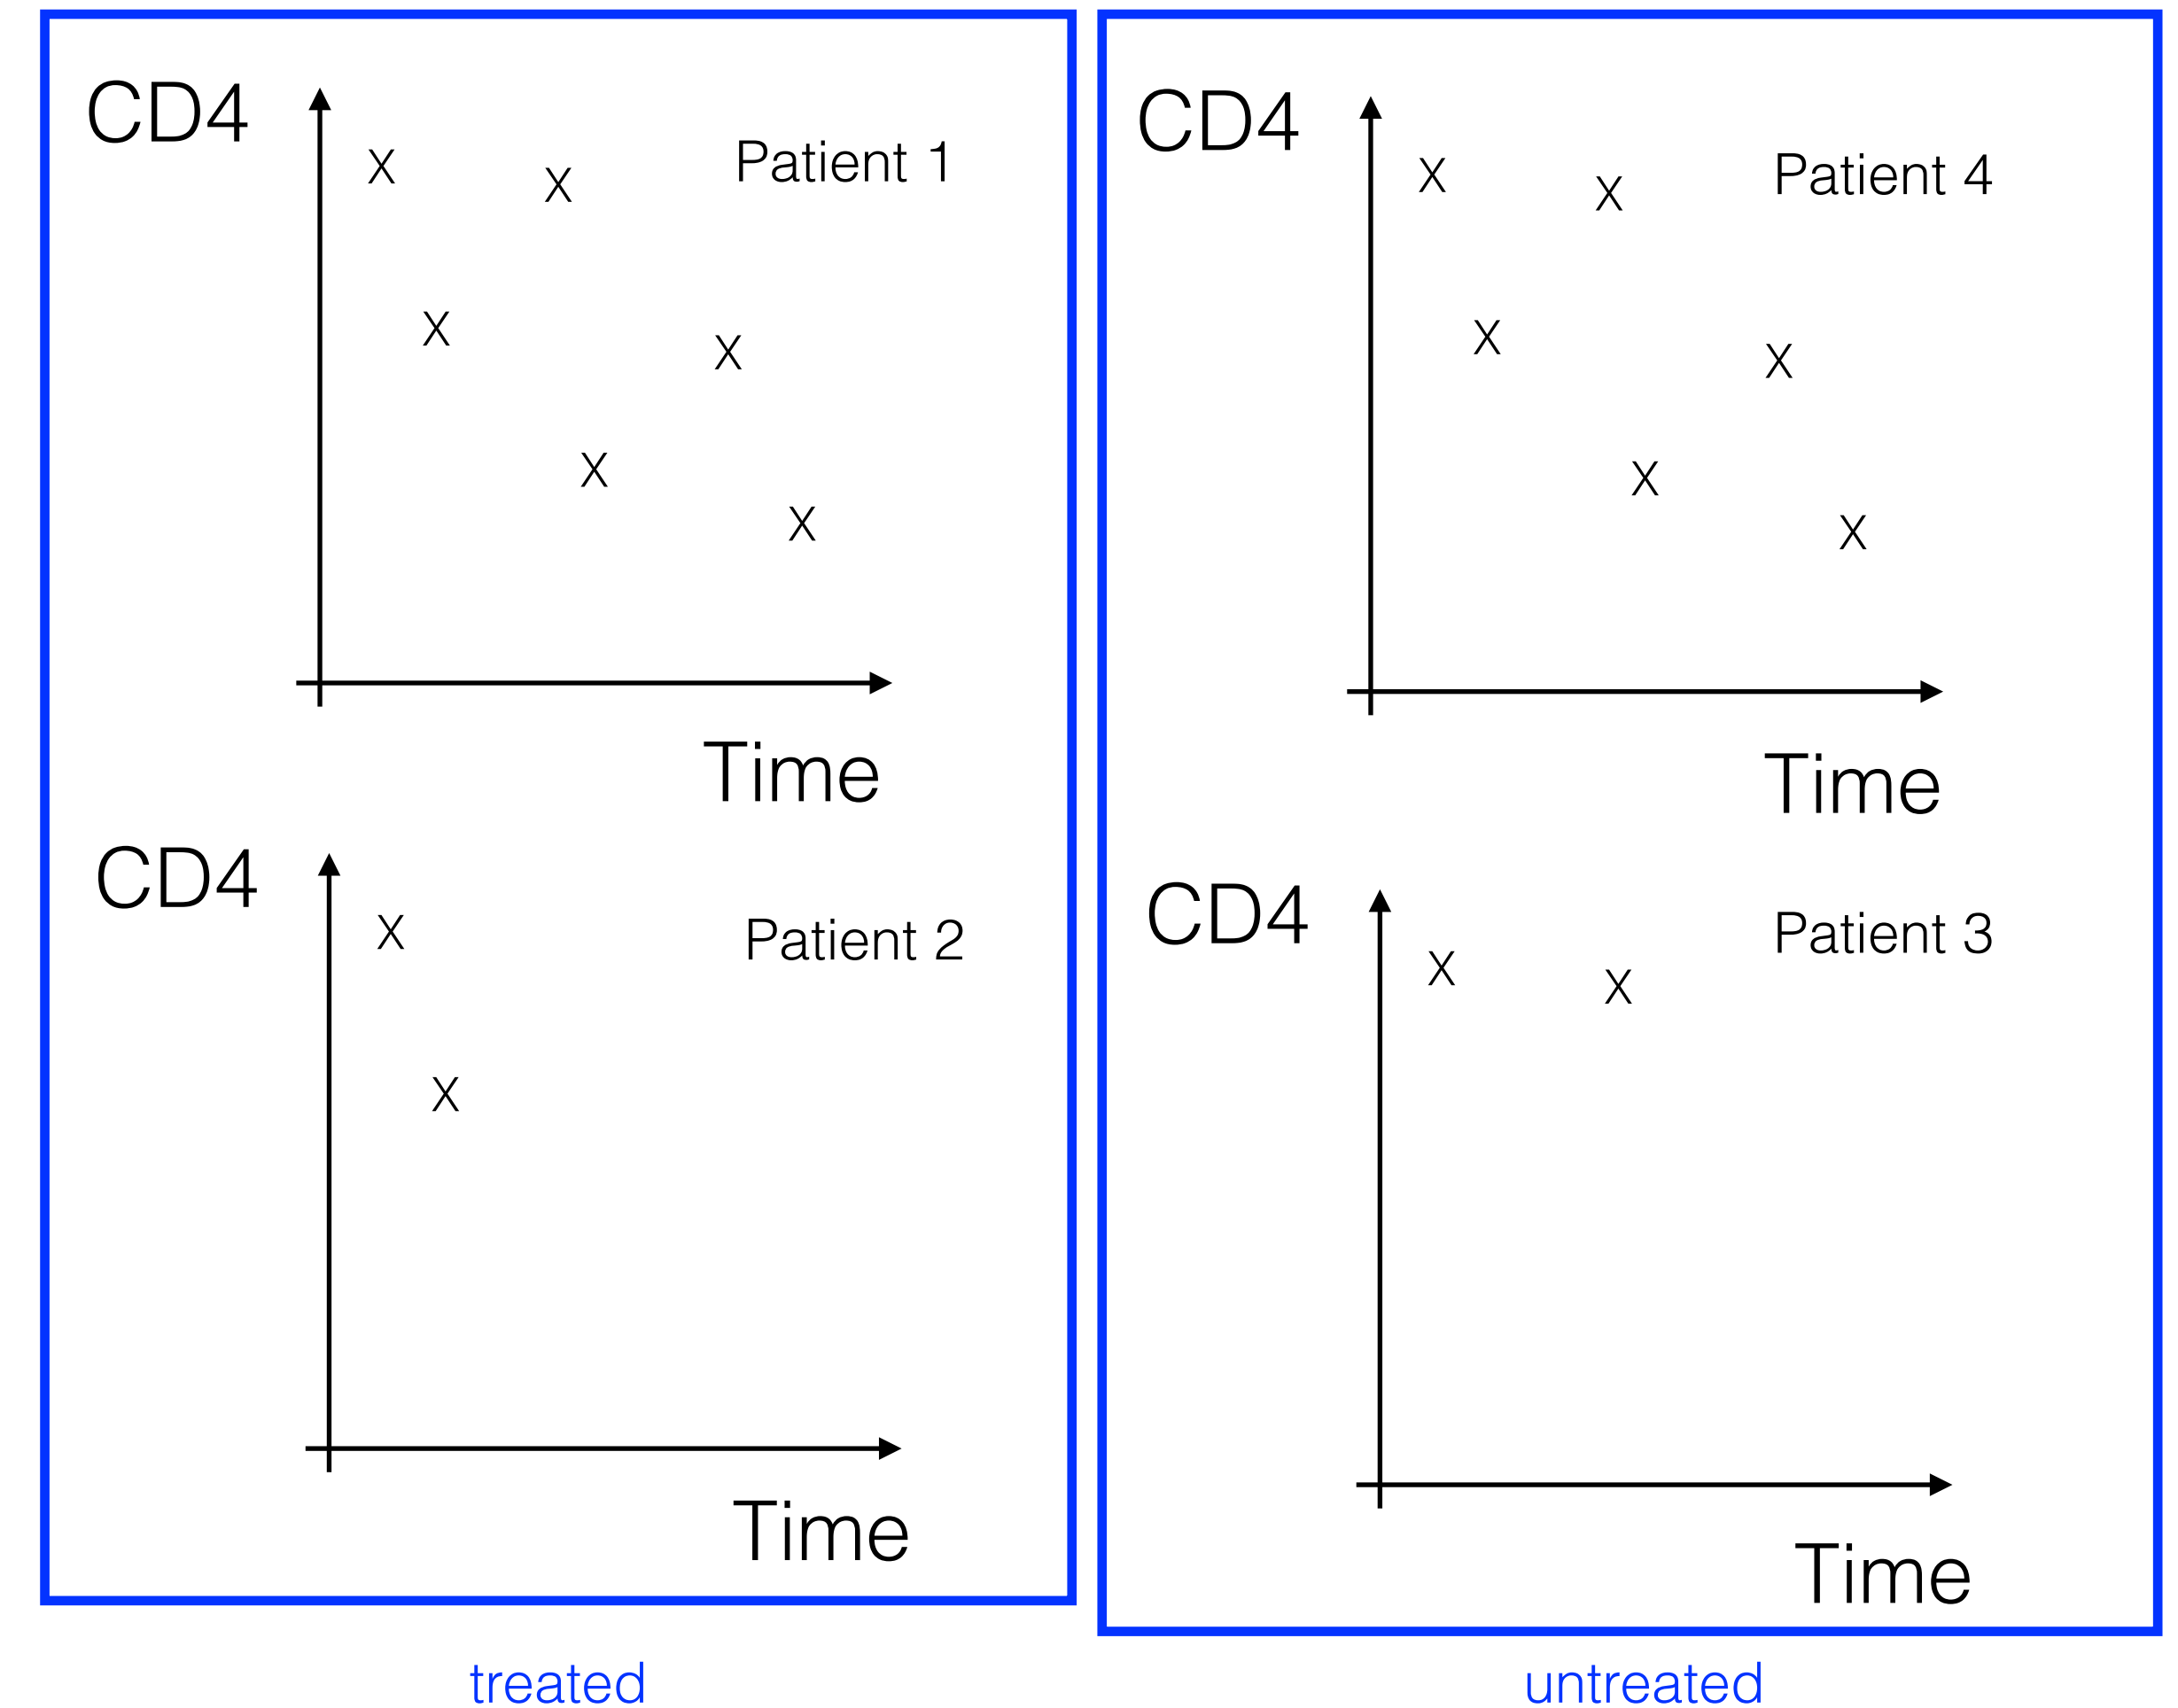 CD4
Patient 1
X
X
X
X
X
X
Time
CD4
Patient 2
X
X
Time
treated
CD4
Patient 4
X
X
X
X
X
X
Time
CD4
Patient 3
X
X
Time
untreated